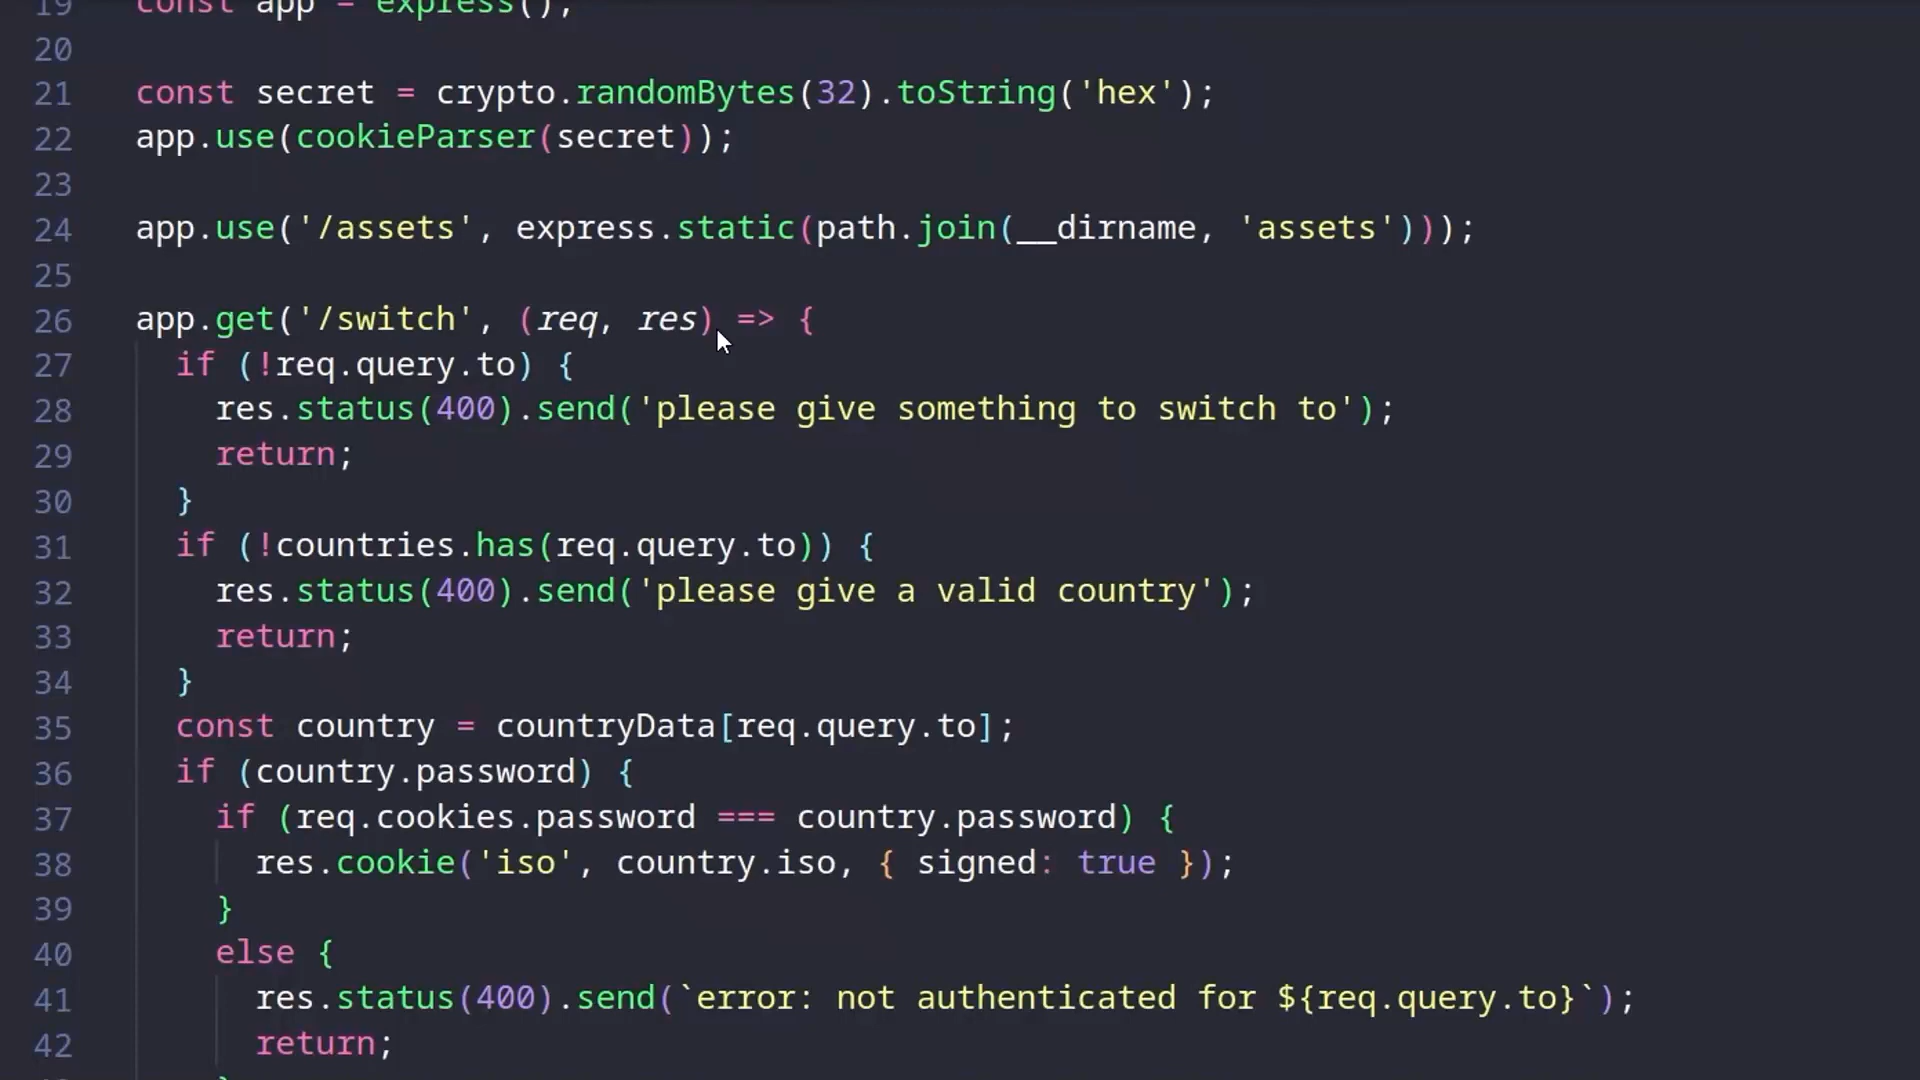 19 const app = express();
20
21 const secret = crypto.randomBytes(32).toString('hex');
22 app.use(cookieParser(secret));
23
24 app.use('/assets', express.static(path.join(__dirname, 'assets')));
25
26 app.get('/switch', (req, res) => {
27 if (!req.query.to) {
28 res.status(400).send('please give something to switch to');
29 return;
30 }
31 if (!countries.has(req.query.to)) {
32 res.status(400).send('please give a valid country');
33 return;
34 }
35 const country = countryData[req.query.to];
36 if (country.password) {
37 if (req.cookies.password === country.password) {
38 res.cookie('iso', country.iso, { signed: true });
39 }
40 else {
41 res.status(400).send(`error: not authenticated for ${req.query.to}`);
42 return;